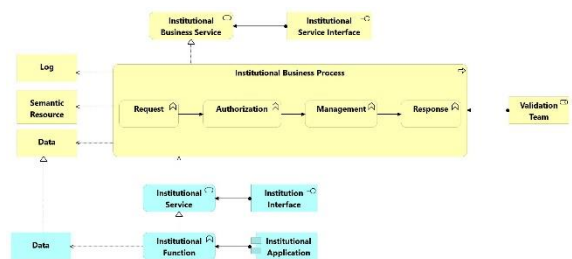 Institutional
Business Service
Institutional
Service Interface
Log
Institutional Business Process
Semantic
Resource
Request
Authorization
Management
Response
Validation
Team
Data
Institutional
Service
Institution
Interface
Data
Institutional
Function
Institutional
Application